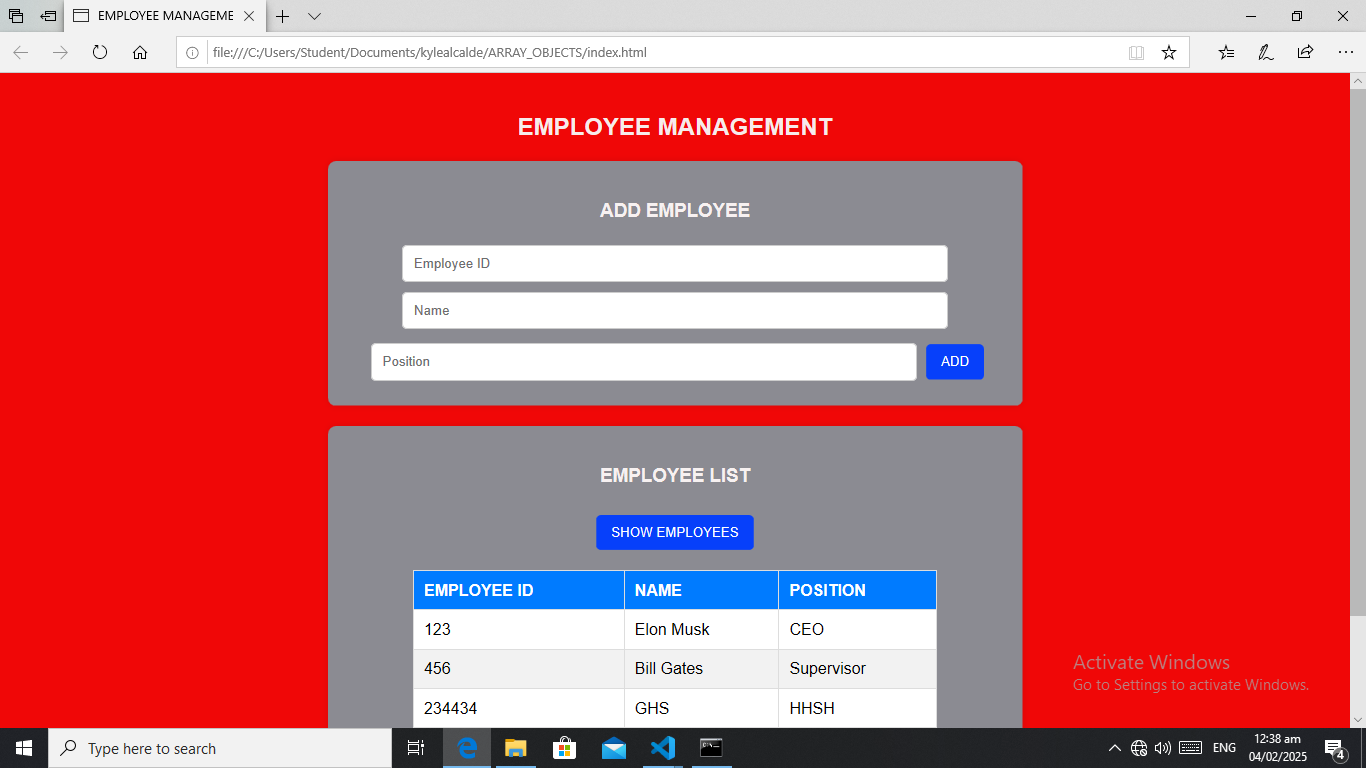 EMPLOYEE MANAGEME
file:///C:/Users/Student/Documents/kylealcalde/ARRAY_OBJECTS/index.html
EMPLOYEE MANAGEMENT
ADD EMPLOYEE
Employee ID
Name
Position ADD
EMPLOYEE LIST
SHOW EMPLOYEES
EMPLOYEE ID NAME POSITION
123 Elon Musk CEO
456 Bill Gates Supervisor
234434 GHS HHSH
Activate Windows
Go to Settings to activate Windows.
Type here to search
ENG
12:38 am
04/02/2025
4